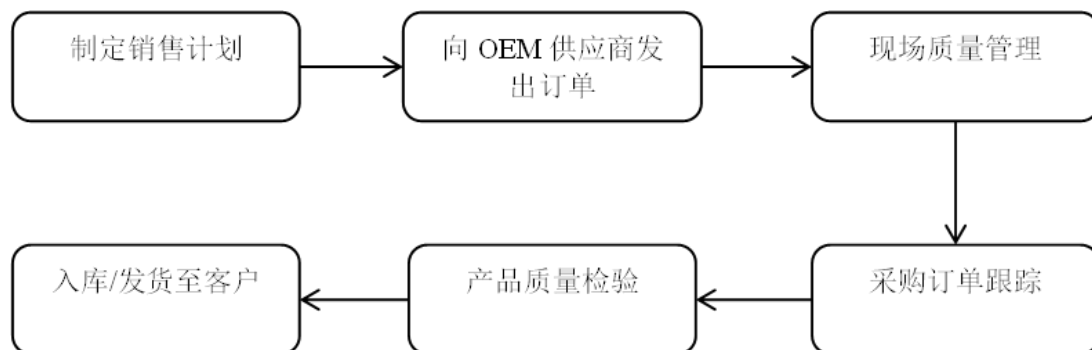 制定销售计划
向 OEM 供应商发
出订单
现场质量管理
采购订单跟踪
产品质量检验
入库/发货至客户